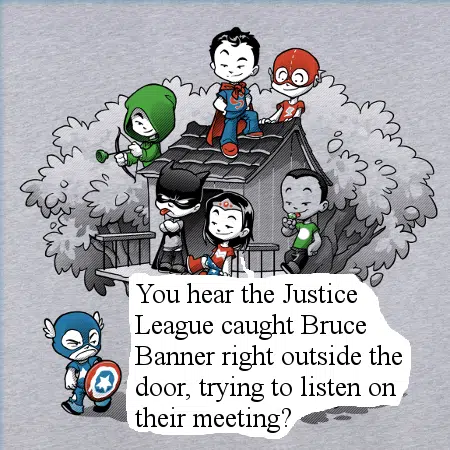 You hear the Justice
League caught Bruce
Banner right outside the
door, trying to listen on
their meeting?